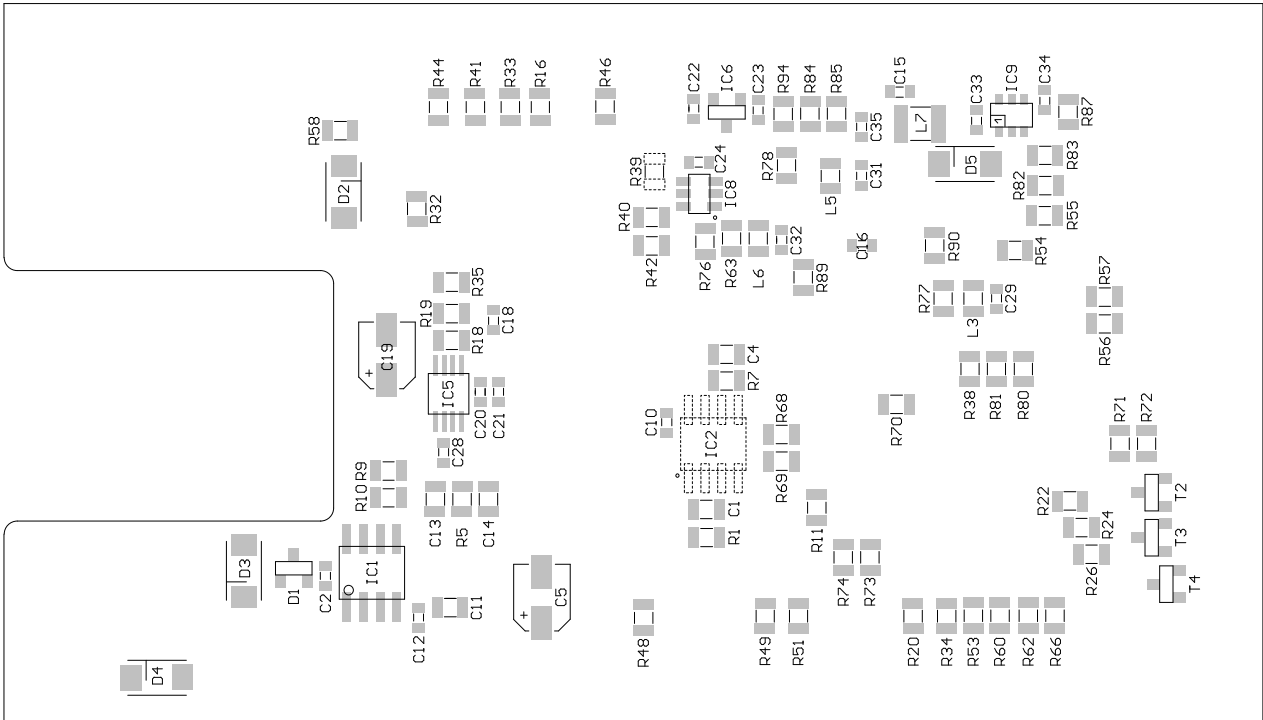 R44
R41
R33
R16
R46
C22
IC6
C23
R94
R84
R85
C15
C33
IC9
C34
R58
C35
L7
1
R87
D2
R32
R39
C24
IC8
R78
L5
C31
D5
R83
R82
R55
R40
R42
R76
R63
L6
C32
R89
C16
R90
R54
R35
R19
R18
C18
R77
L3
C29
R57
R56
C19
+
IC5
C20
C21
C4
R7
R38
R81
R80
C28
C10
IC2
R68
R69
R70
R71
R72
R9
R10
C13
R5
C14
C1
R1
R11
R22
R24
R26
T2
T3
T4
D3
D1
C2
IC1
C12
C11
C5
+
R74
R73
D4
R48
R49
R51
R20
R34
R53
R60
R62
R66